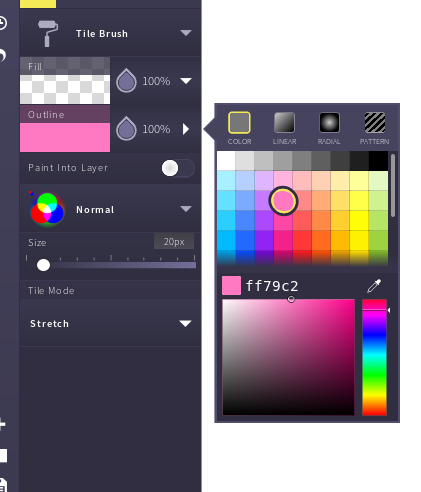 Tile Brush
Fill
100%
Outline
100%
Paint Into Layer
Normal
Size
20px
Tile Mode
Stretch
COLOR LINEAR RADIAL PATTERN
ff79c2